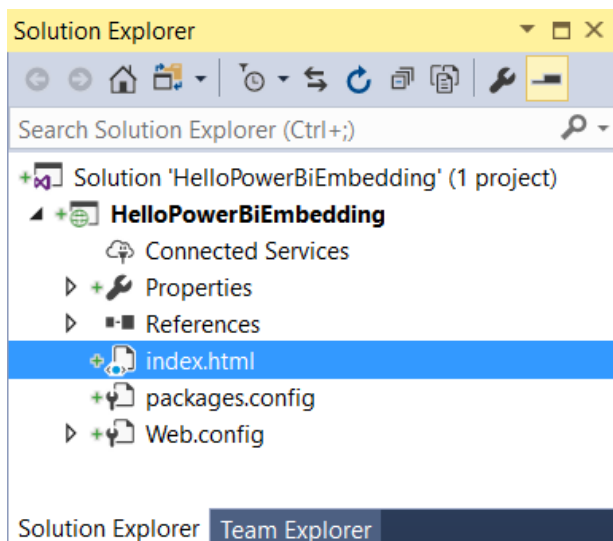 Solution Explorer
Search Solution Explorer (Ctrl+;)
Solution 'HelloPowerBiEmbedding' (1 project)
HelloPowerBiEmbedding
Connected Services
Properties
References
index.html
packages.config
Web.config
Solution Explorer Team Explorer